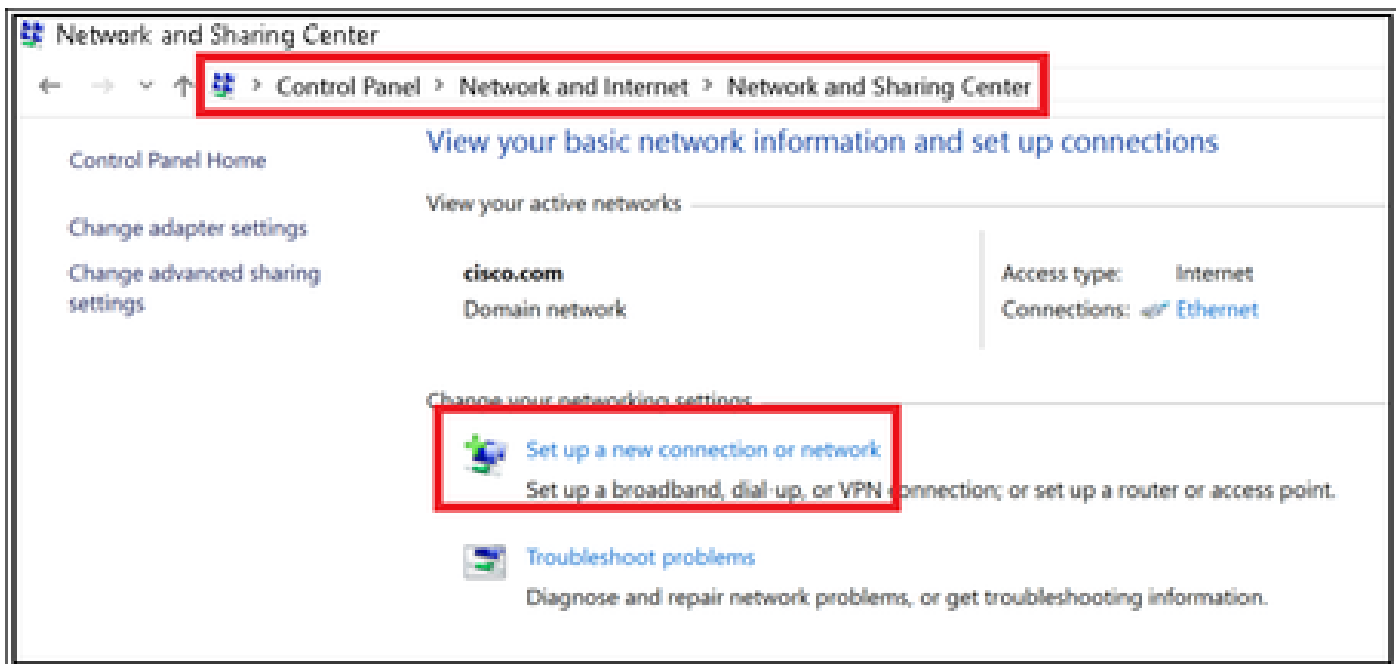 Network and Sharing Center
Control Panel > Network and Internet > Network and Sharing Center
Control Panel Home
Change adapter settings
Change advanced sharing
settings
View your basic network information and set up connections
View your active networks
cisco.com
Domain network
Access type: Internet
Connections: Ethernet
Change your networking settings
Set up a new connection or network
Set up a broadband, dial-up, or VPN connection; or set up a router or access point.
Troubleshoot problems
Diagnose and repair network problems, or get troubleshooting information.